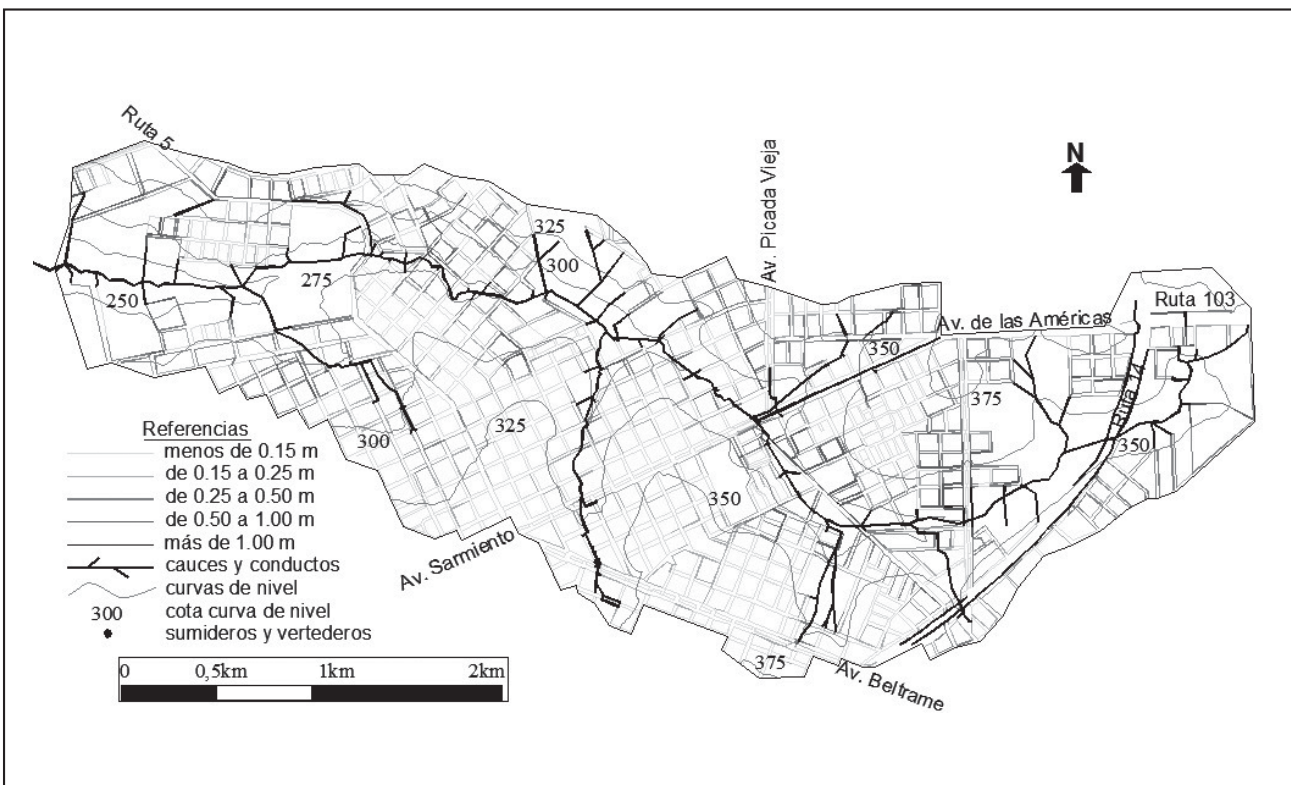 Ruta 5
Av. Picada Vieja
N
325
300
275
250
Ruta 103
Av. de las Américas
350
375
Ruta 14
350
300
325
350
Av. Sarmiento
375
Av. Beltrame
Referencias
menos de 0.15 m
de 0.15 a 0.25 m
de 0.25 a 0.50 m
de 0.50 a 1.00 m
más de 1.00 m
cauces y conductos
curvas de nivel
300 cota curva de nivel
sumideros y vertederos
0 0,5km 1km 2km